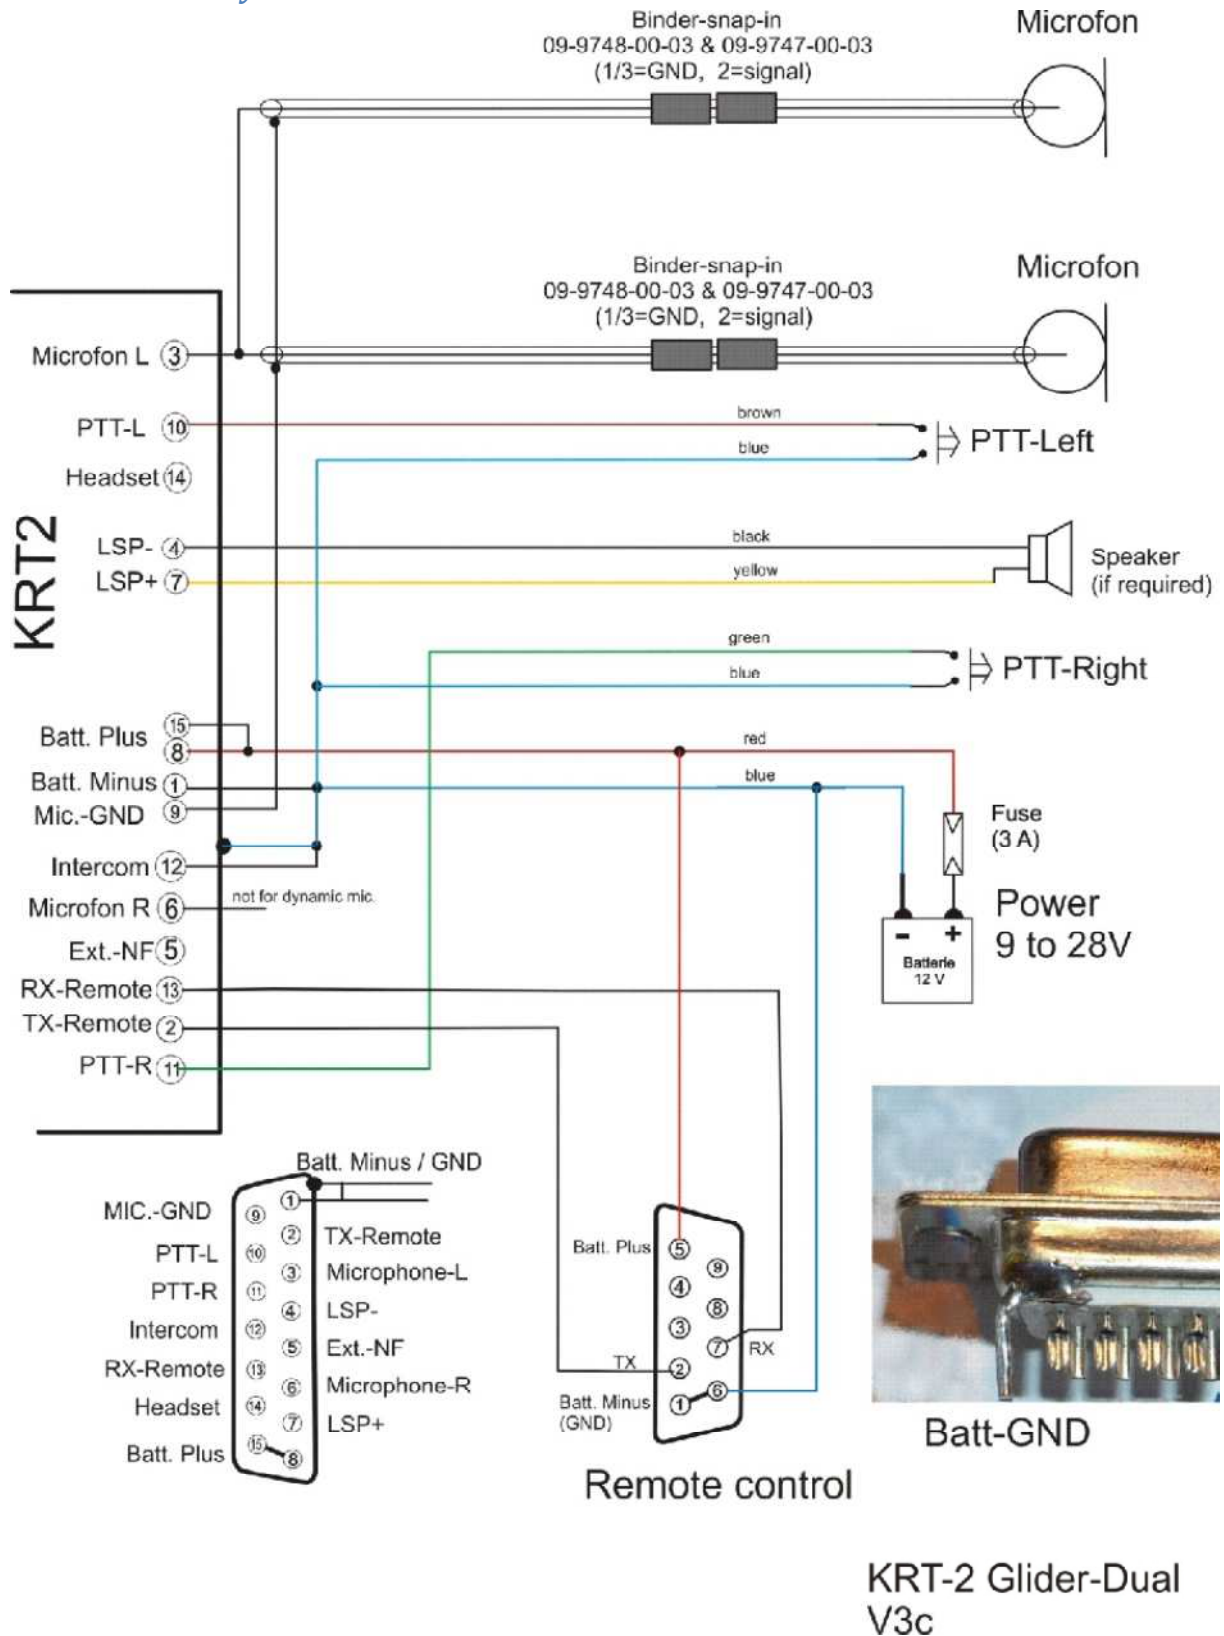 Binder-snap-in
09-9748-00-03 & 09-9747-00-03
(1/3=GND, 2=signal)
Microfon
Binder-snap-in
09-9748-00-03 & 09-9747-00-03
(1/3=GND, 2=signal)
Microfon
KRT2
Microfon L 3
PTT-L 10
brown
blue
PTT-Left
Headset 14
LSP- 4
black
LSP+ 7
yellow
Speaker
(if required)
green
blue
PTT-Right
Batt. Plus
15
8
red
Batt. Minus 1
blue
Mic.-GND 9
Fuse
(3 A)
Intercom 12
Microfon R 6
not for dynamic mic.
Ext.-NF 5
RX-Remote 13
TX-Remote 2
PTT-R 11
Power
9 to 28V
- +
Batterie
12 V
Batt. Minus / GND
MIC.-GND
PTT-L
PTT-R
Intercom
RX-Remote
Headset
Batt. Plus
9
10
11
12
13
14
15
1
2
3
4
5
6
7
8
TX-Remote
Microphone-L
LSP-
Ext.-NF
Microphone-R
LSP+
Batt. Plus
5
4
3
2
1
9
8
7
6
TX
RX
Batt. Minus
(GND)
Remote control
Batt-GND
KRT-2 Glider-Dual
V3c